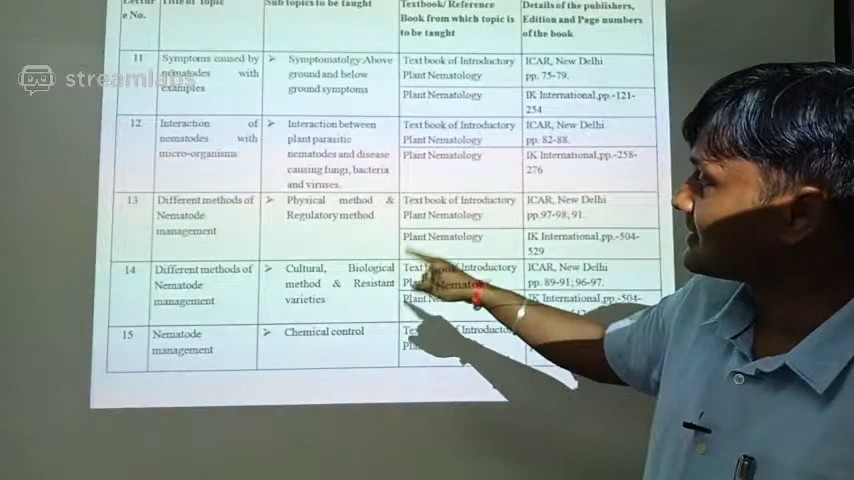 Lecture No.
Title of Topic
Sub topics to be taught
Textbook/ Reference
Book from which topic is
to be taught
Details of the publishers,
Edition and Page numbers
of the book
11
Symptoms caused by
nematodes with
examples
➢ Symptomatolgy:Above
ground and below
ground symptoms
Text book of Introductory
Plant Nematology
ICAR, New Delhi
pp. 75-79.
Plant Nematology
IK International,pp.-121-
254
12
Interaction of
nematodes with
micro-organisms
➢ Interaction between
plant parasitic
nematodes and disease
causing fungi, bacteria
and viruses.
Text book of Introductory
Plant Nematology
ICAR, New Delhi
pp. 82-88.
Plant Nematology
IK International,pp.-258-
276
13
Different methods of
Nematode
management
➢ Physical method &
Regulatory method
Text book of Introductory
Plant Nematology
ICAR, New Delhi
pp.97-98; 91.
Plant Nematology
IK International,pp.-504-
529
14
Different methods of
Nematode
management
➢ Cultural, Biological
method & Resistant
varieties
Introductory
Nematology
ICAR, New Delhi
pp. 89-91; 96-97.
IK International,pp.-504-
15
Nematode
management
➢ Chemical control
Introductory
streamlabs